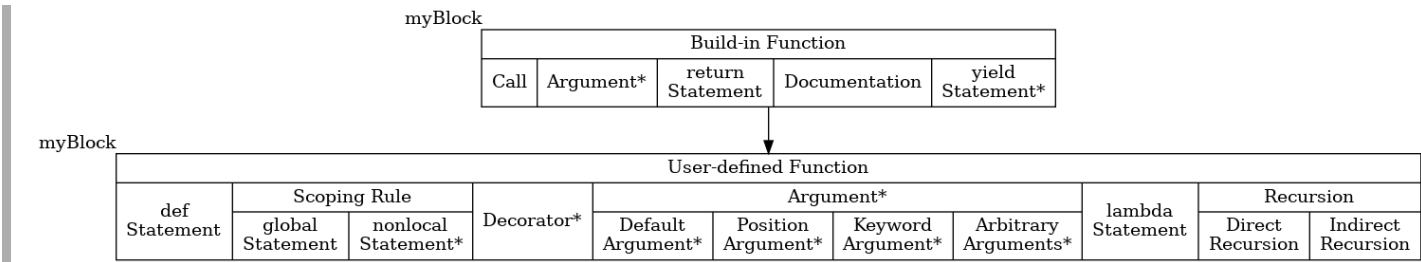 myBlock
Build-in Function
Call
Argument*
return
Statement
Documentation
yield
Statement*
myBlock
User-defined Function
def
Statement
Scoping Rule
global
Statement
nonlocal
Statement*
Decorator*
Argument*
Default
Argument*
Position
Argument*
Keyword
Argument*
Arbitrary
Arguments*
lambda
Statement
Recursion
Direct
Recursion
Indirect
Recursion